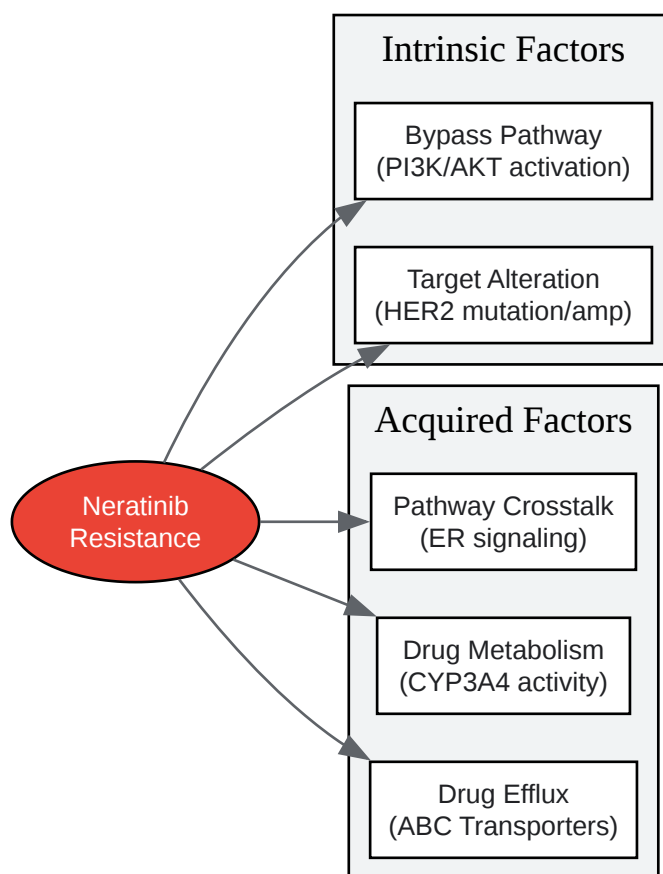 Intrinsic Factors
Bypass Pathway
(PI3K/AKT activation)
Target Alteration
(HER2 mutation/amp)
Acquired Factors
Pathway Crosstalk
(ER signaling)
Neratinib
Resistance
Drug Metabolism
(CYP3A4 activity)
Drug Efflux
(ABC Transporters)